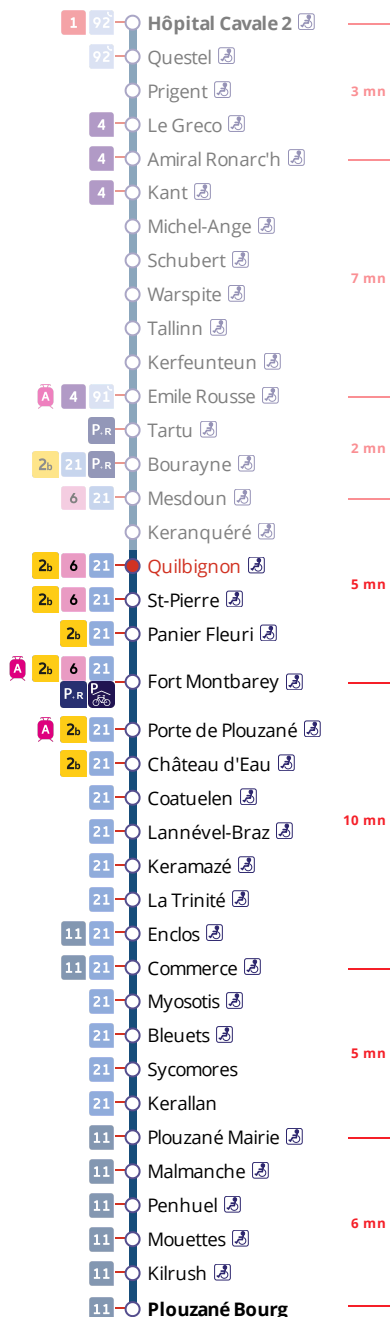 1 92 Hôpital Cavale 2
92 Questel
Prigent
3 mn
4 Le Greco
4 Amiral Ronarc'h
4 Kant
Michel-Ange
Schubert
7 mn
Warspite
Tallinn
Kerfeunteun
A 4 91 Emile Rousse
P.R Tartu
2 mn
2b 21 P.R Bourayne
6 21 Mesdoun
Keranquéré
2b 6 21 Quilbignon
5 mn
2b 6 21 St-Pierre
2b 21 Panier Fleuri
A 2b 6 21
Fort Montbarey
P.R P
A 2b 21 Porte de Plouzané
2b 21 Château d'Eau
21 Coatuelen
10 mn
21 Lannével-Braz
21 Keramazé
21 La Trinité
11 21 Enclos
11 21 Commerce
21 Myosotis
21 Bleuets
5 mn
21 Sycomores
21 Kerallan
11 Plouzané Mairie
11 Malmanche
11 Penhuel
6 mn
11 Mouettes
11 Kilrush
11 Plouzané Bourg